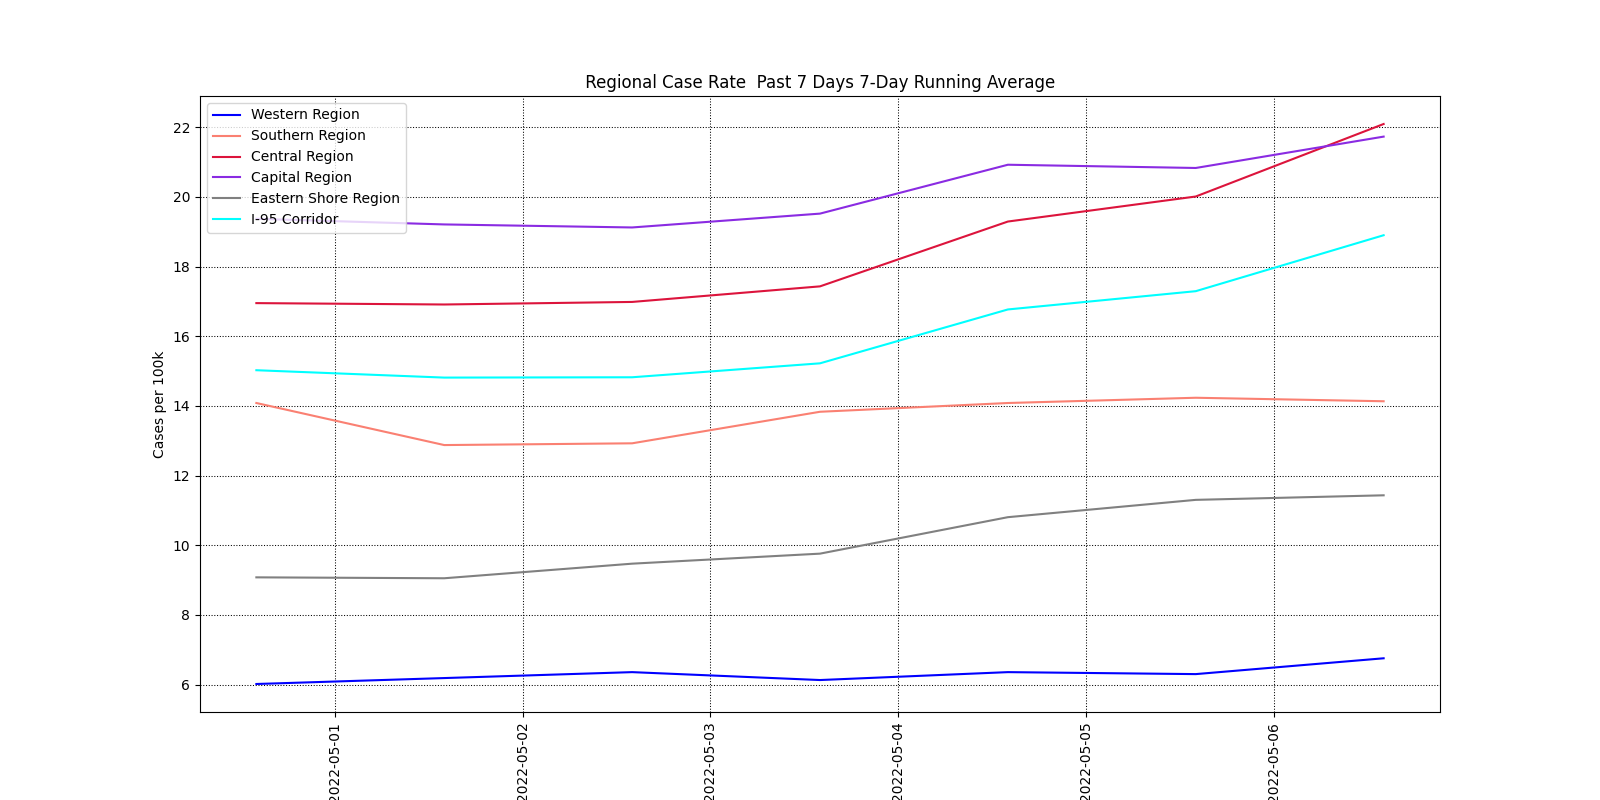 Regional Case Rate  Past 7 Days 7-Day Running Average
Western Region
Southern Region
Central Region
Capital Region
Eastern Shore Region
I-95 Corridor
Cases per 100k
22
20
18
16
14
12
10
8
6
2022-05-01
2022-05-02
2022-05-03
2022-05-04
2022-05-05
2022-05-06